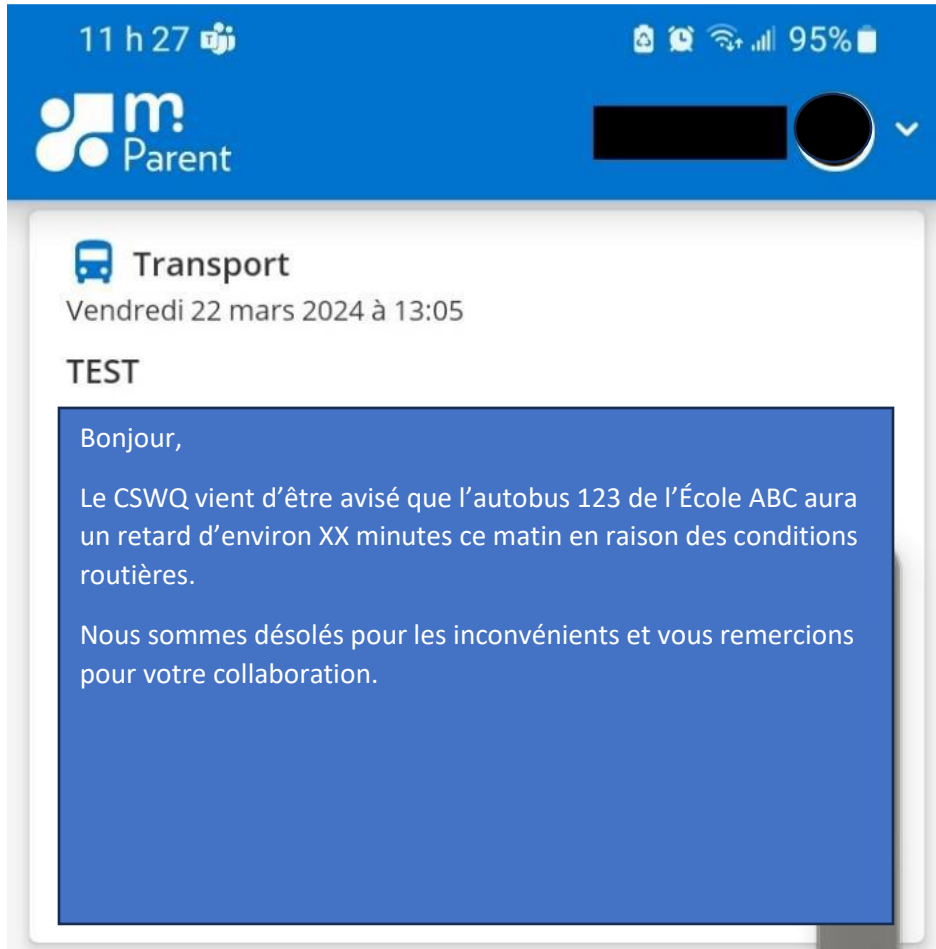 11 h 27
95%
m
Parent
Transport
Vendredi 22 mars 2024 à 13:05
TEST
Bonjour,
Le CSWQ vient d'être avisé que l'autobus 123 de l'École ABC aura
un retard d'environ XX minutes ce matin en raison des conditions
routières.
Nous sommes désolés pour les inconvénients et vous remercions
pour votre collaboration.